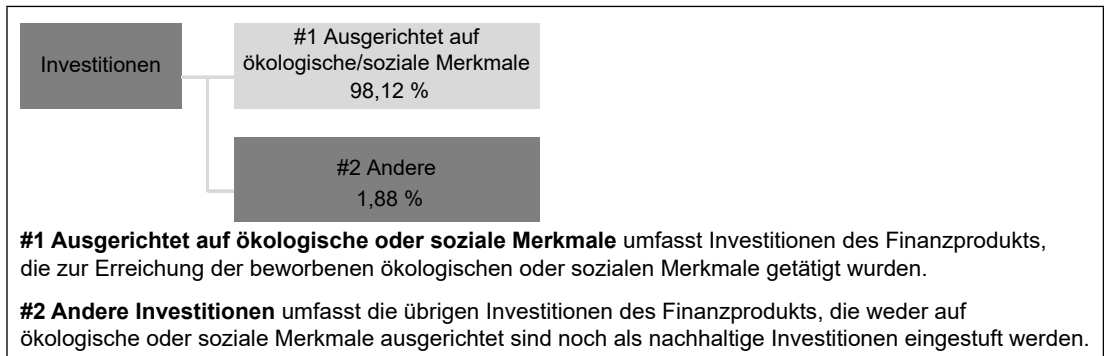 Investitionen
#1 Ausgerichtet auf
ökologische/soziale Merkmale
98,12 %
#2 Andere
1,88 %
#1 Ausgerichtet auf ökologische oder soziale Merkmale umfasst Investitionen des Finanzprodukts,
die zur Erreichung der beworbenen ökologischen oder sozialen Merkmale getätigt wurden.
#2 Andere Investitionen umfasst die übrigen Investitionen des Finanzprodukts, die weder auf
ökologische oder soziale Merkmale ausgerichtet sind noch als nachhaltige Investitionen eingestuft werden.